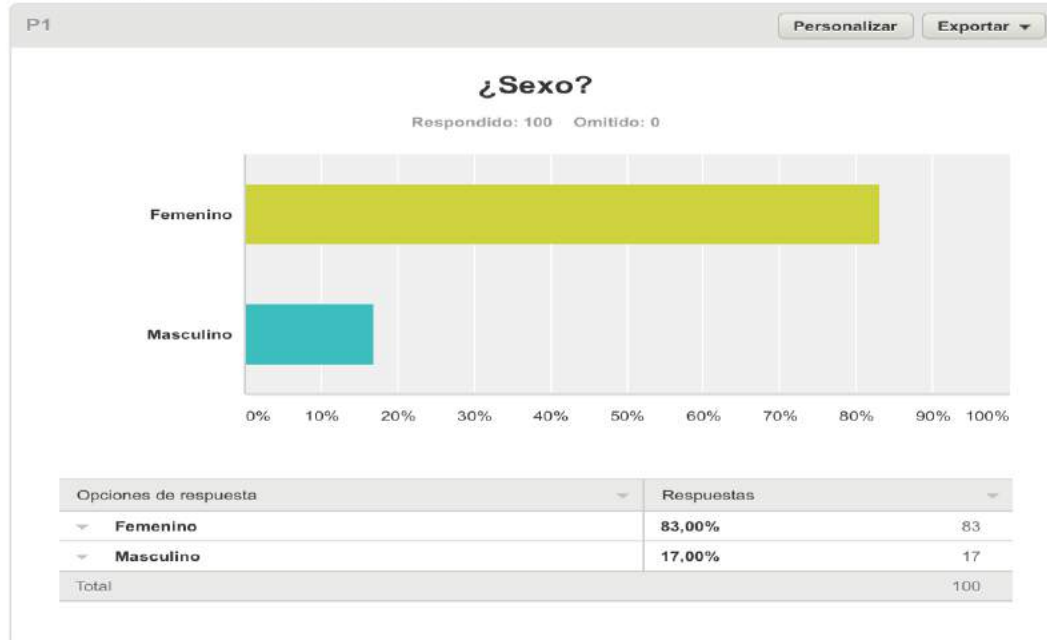 P1 Personalizar Exportar
¿Sexo?
Respondido: 100 Omitido: 0
Femenino
Masculino
0% 10% 20% 30% 40% 50% 60% 70% 80% 90% 100%
Opciones de respuesta Respuestas
Femenino 83,00% 83
Masculino 17,00% 17
Total 100